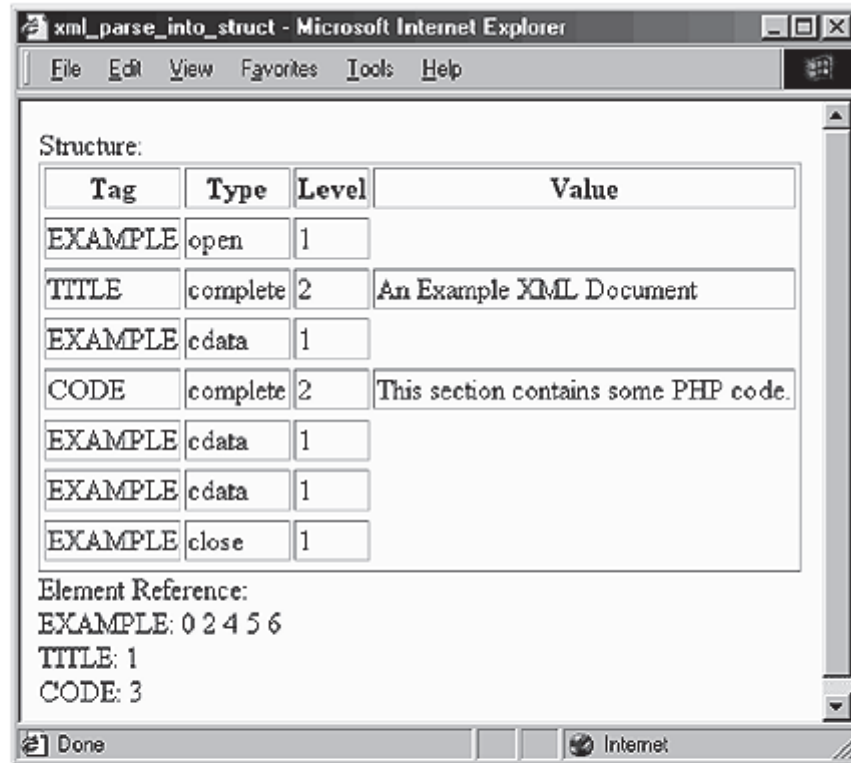 xml_parse_into_struct - Microsoft Internet Explorer
File Edit View Favorites Tools Help
Structure:
Tag Type Level Value
EXAMPLE open 1
TITLE complete 2 An Example XML Document
EXAMPLE cdata 1
CODE complete 2 This section contains some PHP code.
EXAMPLE cdata 1
EXAMPLE cdata 1
EXAMPLE close 1
Element Reference:
EXAMPLE: 0 2 4 5 6
TITLE: 1
CODE: 3
Done Internet